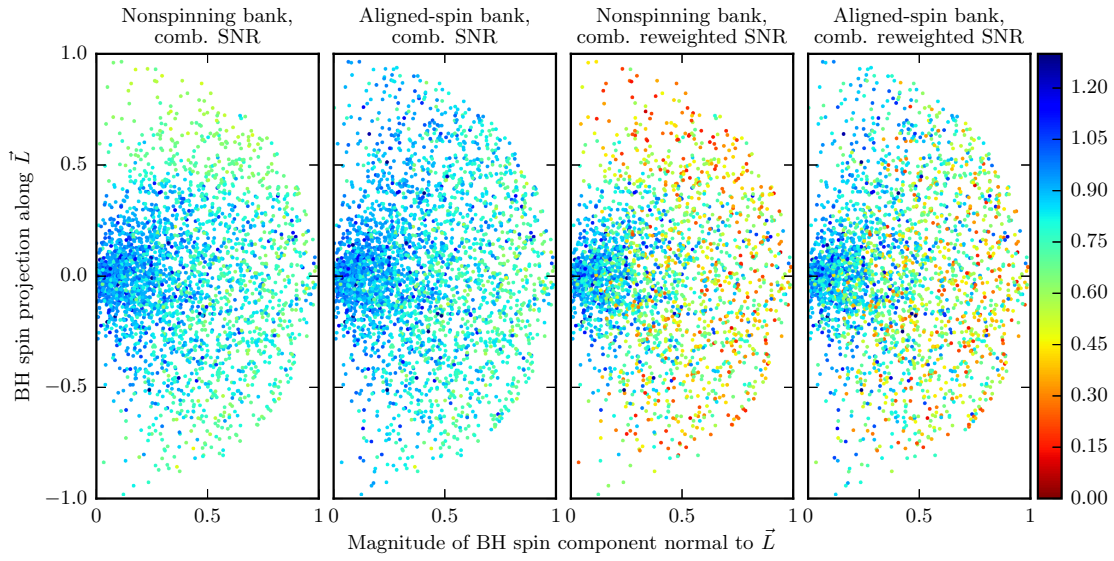 Nonspinning bank,
comb. SNR
Aligned-spin bank,
comb. SNR
Nonspinning bank,
comb. reweighted SNR
Aligned-spin bank,
comb. reweighted SNR
BH spin projection along L⃗
1.0
0.5
0.0
−0.5
−1.0
0 0.5 1
0 0.5 1
0 0.5 1
0 0.5 1
Magnitude of BH spin component normal to L⃗
1.20
1.05
0.90
0.75
0.60
0.45
0.30
0.15
0.00